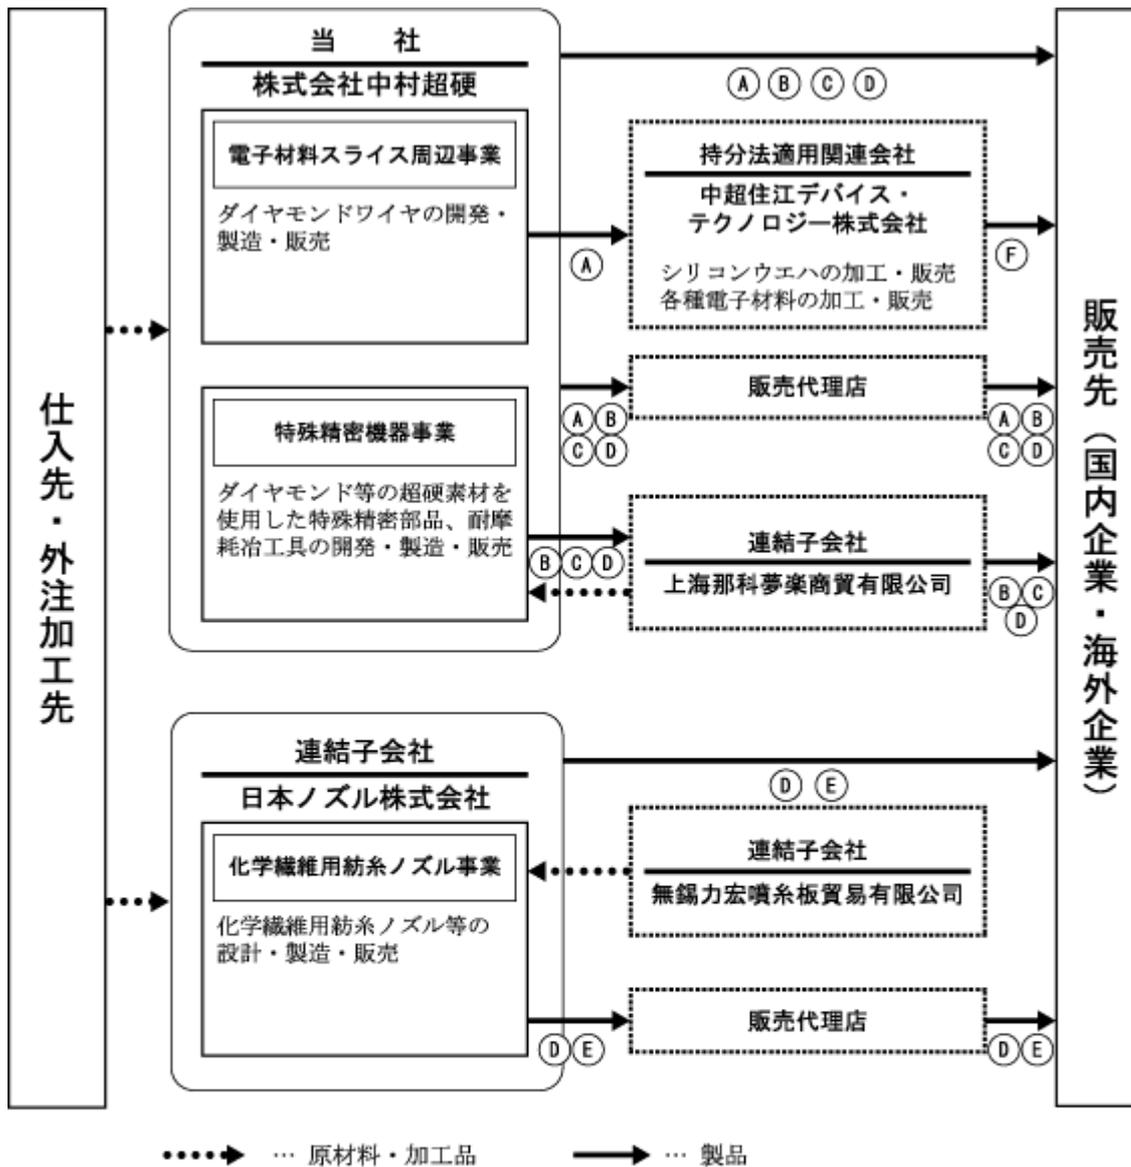 仕入先・外注加工先
当　　社
株式会社中村超硬
電子材料スライス周辺事業
ダイヤモンドワイヤの開発・
製造・販売
特殊精密機器事業
ダイヤモンド等の超硬素材を
使用した特殊精密部品、耐摩
耗冶工具の開発・製造・販売
A B C D
A
持分法適用関連会社
中超住江デバイス・
テクノロジー株式会社
シリコンウエハの加工・販売
各種電子材料の加工・販売
F
A B
C D
販売代理店
A B
C D
B C D
連結子会社
上海那科夢楽商貿有限公司
B C
D
連結子会社
日本ノズル株式会社
化学繊維用紡糸ノズル事業
化学繊維用紡糸ノズル等の
設計・製造・販売
D E
連結子会社
無錫力宏噴糸板貿易有限公司
D E
販売代理店
D E
販売先（国内企業・海外企業）
… 原材料・加工品
… 製品